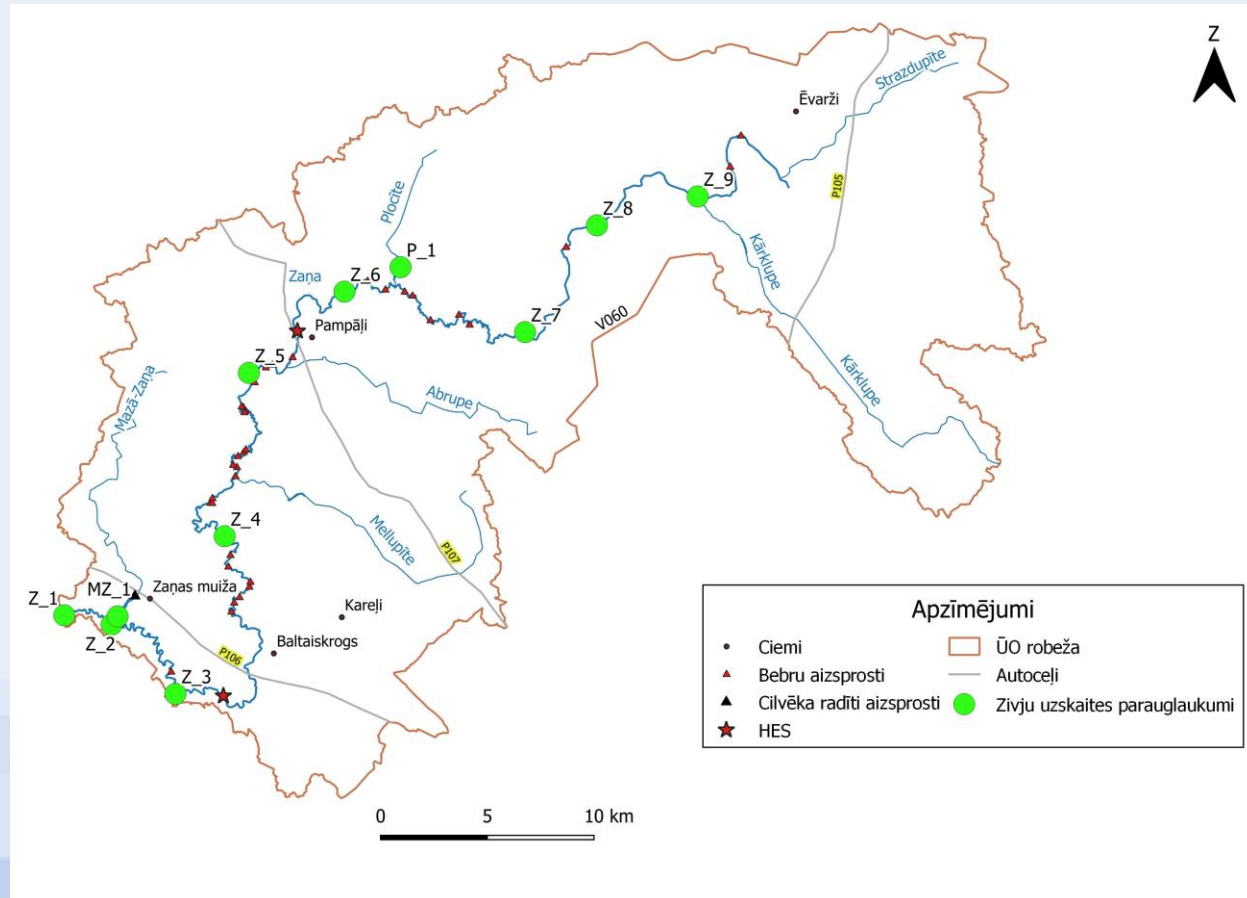 Z
Strazdupīte
Ēvarži
P105
Plocīte
Z_9
Z_8
P_1
Kārklupe
Zaņa
Z_6
Z_7
V060
Pampāļi
Z_5
Kārklupe
Mazā-Zaņa
Abrupe
Z_4
Mellupīte
P107
Z_1
MZ_1
Zaņas muiža
Kareļi
Z_2
Baltaiskrogs
P106
Z_3
Apzīmējumi
Ciemi
Bebru aizsprosti
Cilvēka radīti aizsprosti
HES
ŪO robeža
Autoceļi
Zivju uzskaites parauglaukumi
0 5 10 km